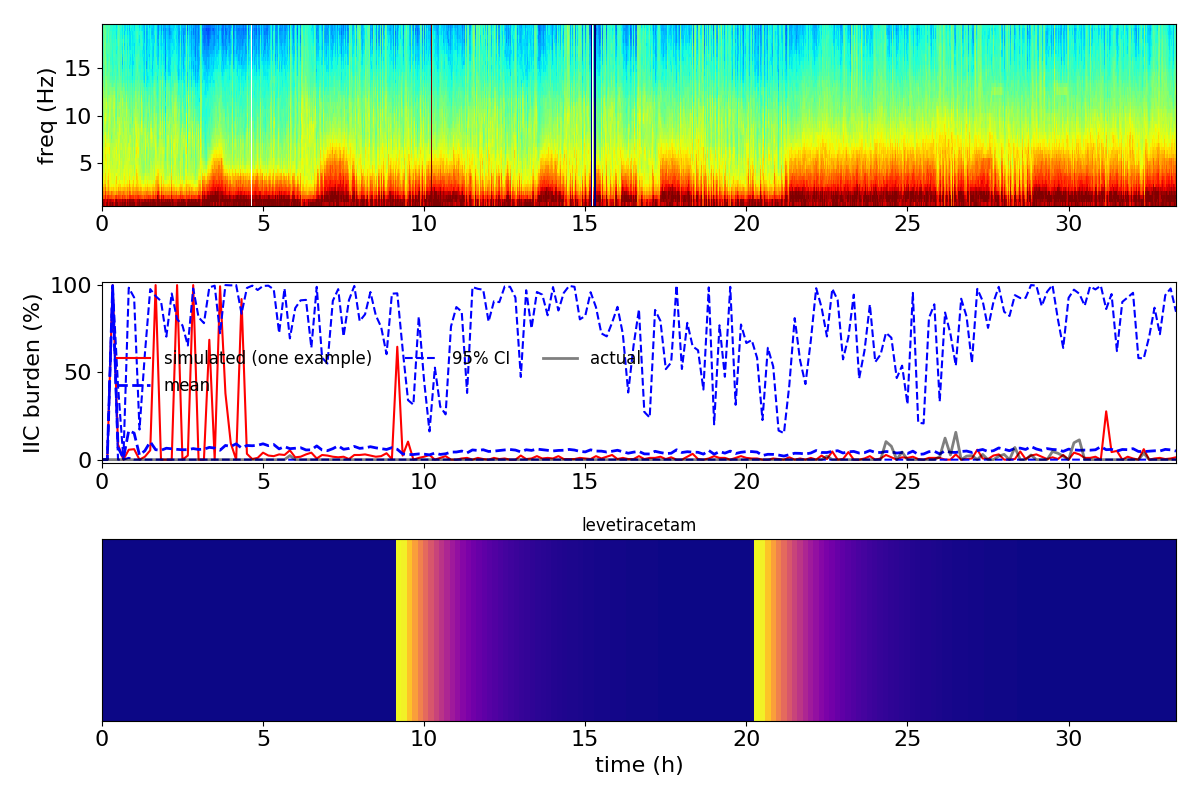 freq (Hz)
15
10
5
0 5 10 15 20 25 30
IIC burden (%)
100
50
0
simulated (one example) 95% CI actual
mean
0 5 10 15 20 25 30
levetiracetam
0 5 10 15 20 25 30
time (h)